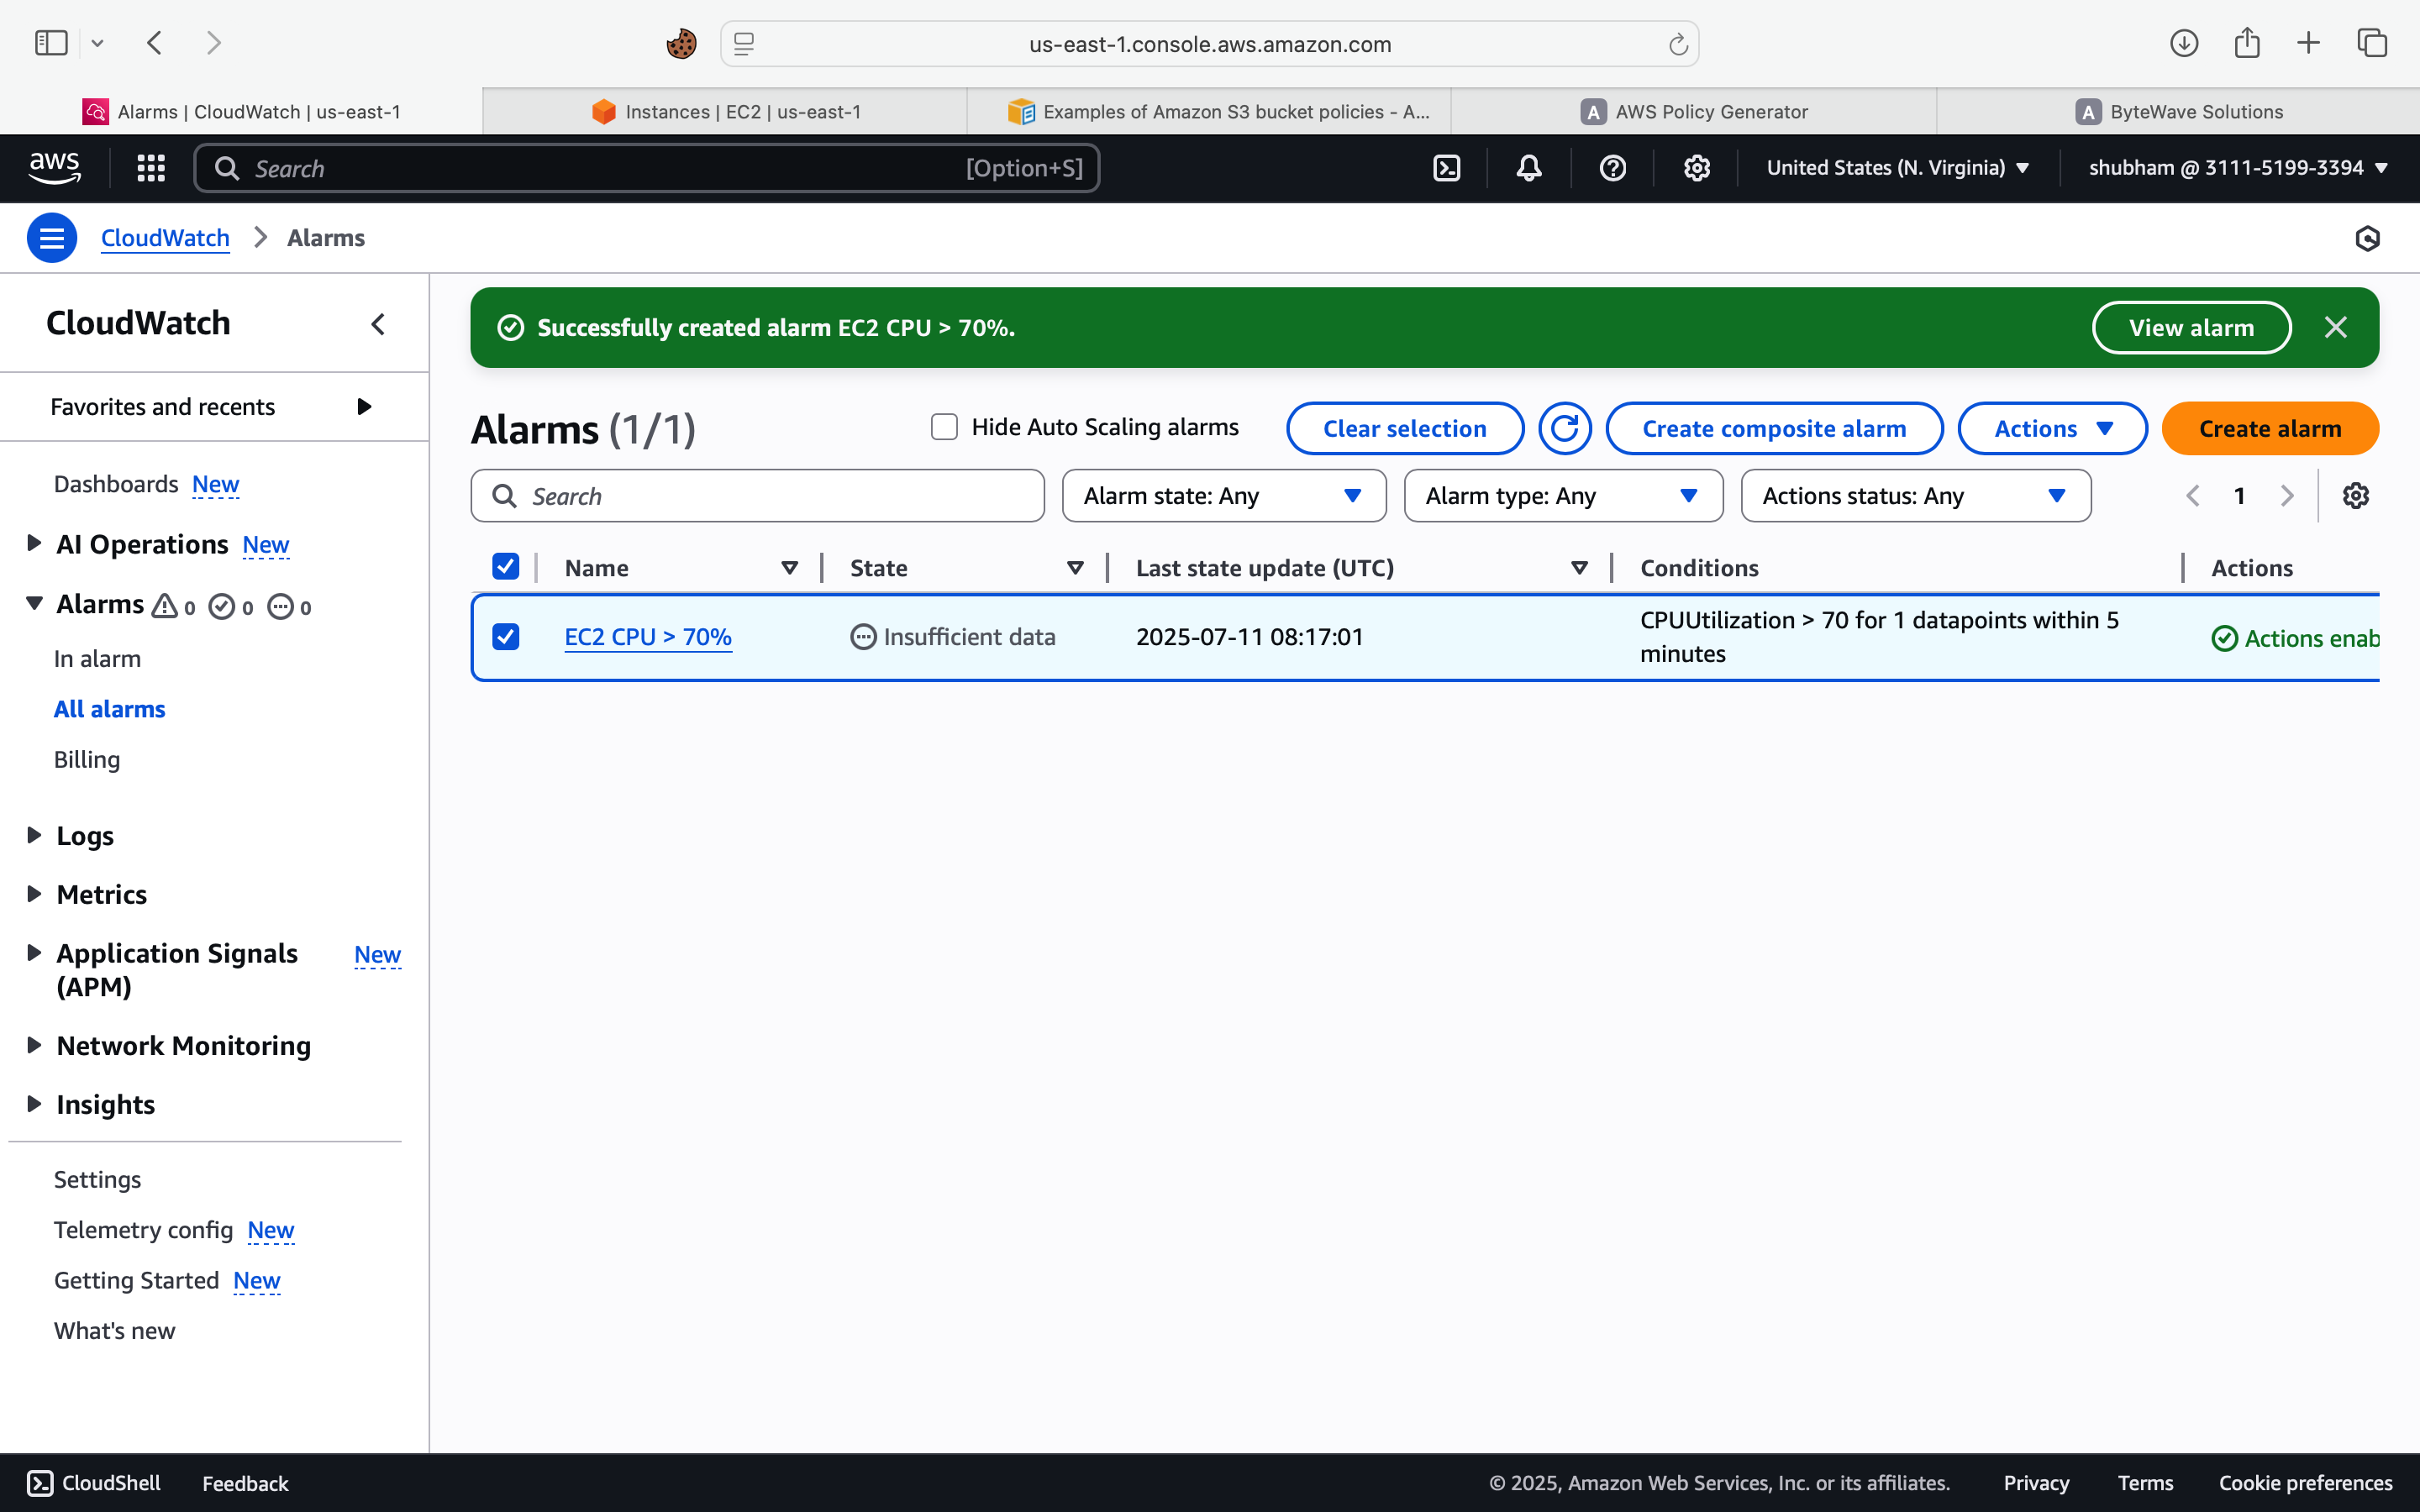 us-east-1.console.aws.amazon.com
Alarms | CloudWatch | us-east-1
Instances | EC2 | us-east-1
Examples of Amazon S3 bucket policies - A...
A AWS Policy Generator
A ByteWave Solutions
aws
Search [Option+S]
United States (N. Virginia)
shubham @ 3111-5199-3394
CloudWatch > Alarms
CloudWatch
Favorites and recents
Dashboards New
AI Operations New
Alarms 0 0 0
In alarm
All alarms
Billing
Logs
Metrics
Application Signals New
(APM)
Network Monitoring
Insights
Settings
Telemetry config New
Getting Started New
What's new
Successfully created alarm EC2 CPU > 70%.
View alarm
Alarms (1/1)
Hide Auto Scaling alarms
Clear selection
Create composite alarm
Actions
Create alarm
Search
Alarm state: Any
Alarm type: Any
Actions status: Any
1
Name State Last state update (UTC) Conditions Actions
EC2 CPU > 70% Insufficient data 2025-07-11 08:17:01 CPUUtilization > 70 for 1 datapoints within 5
minutes
Actions enab
CloudShell Feedback
© 2025, Amazon Web Services, Inc. or its affiliates. Privacy Terms Cookie preferences